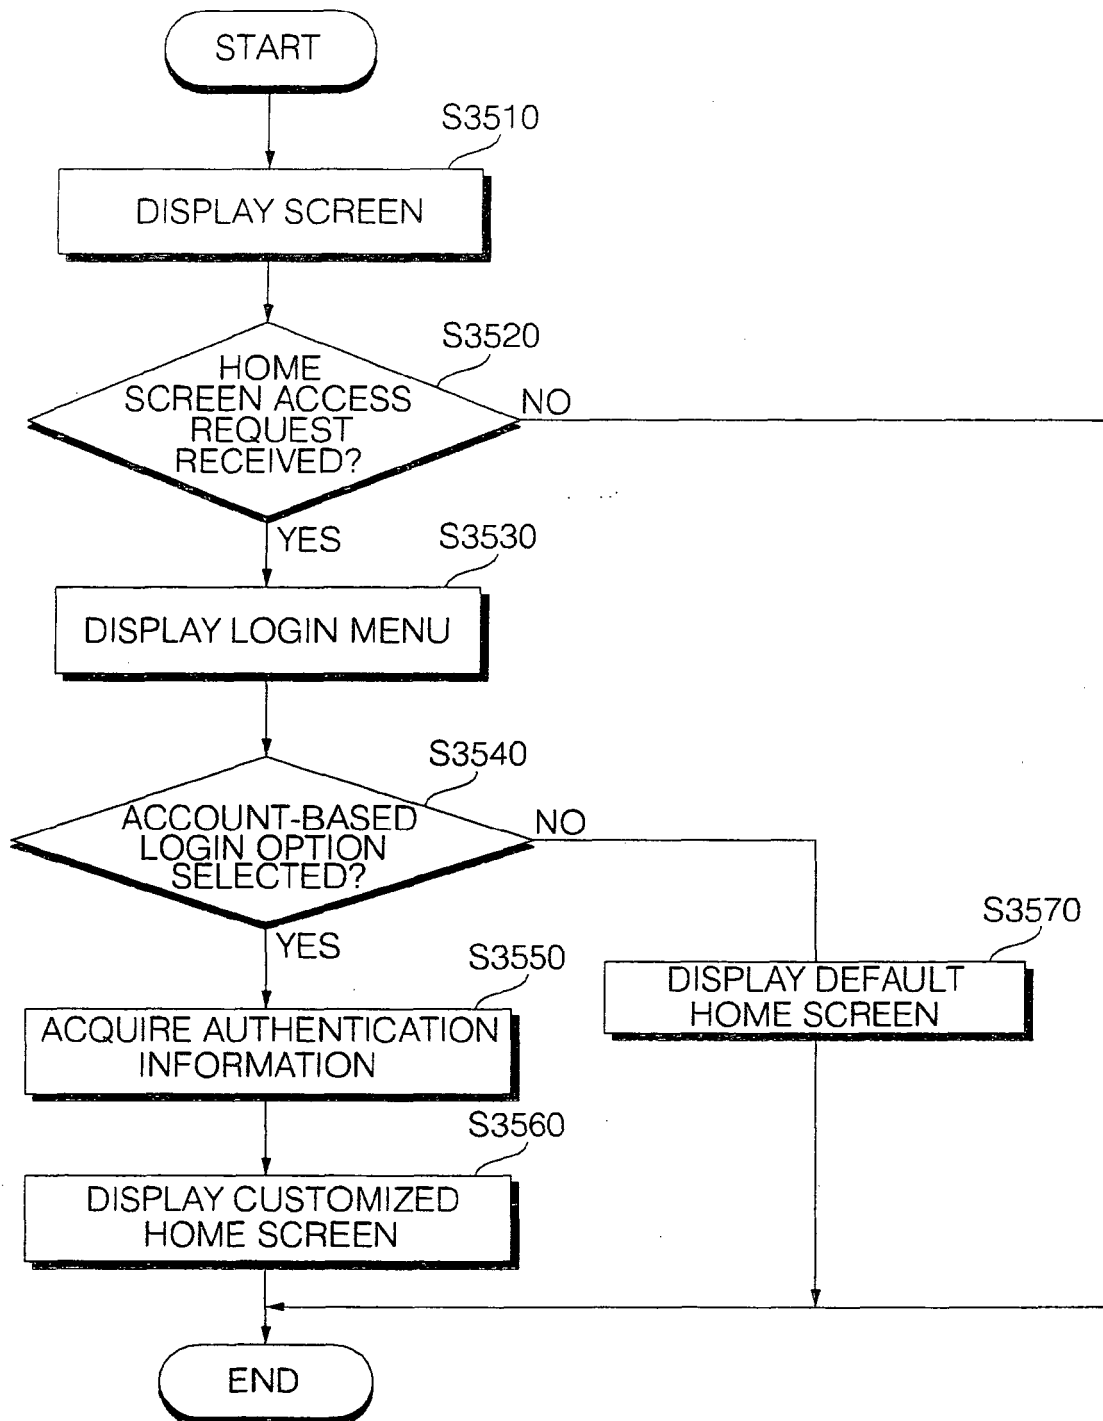 START
S3510
DISPLAY SCREEN
S3520
HOME
SCREEN ACCESS
REQUEST
RECEIVED?
NO
YES
S3530
DISPLAY LOGIN MENU
S3540
ACCOUNT-BASED
LOGIN OPTION
SELECTED?
NO
YES
S3570
DISPLAY DEFAULT
HOME SCREEN
S3550
ACQUIRE AUTHENTICATION
INFORMATION
S3560
DISPLAY CUSTOMIZED
HOME SCREEN
END